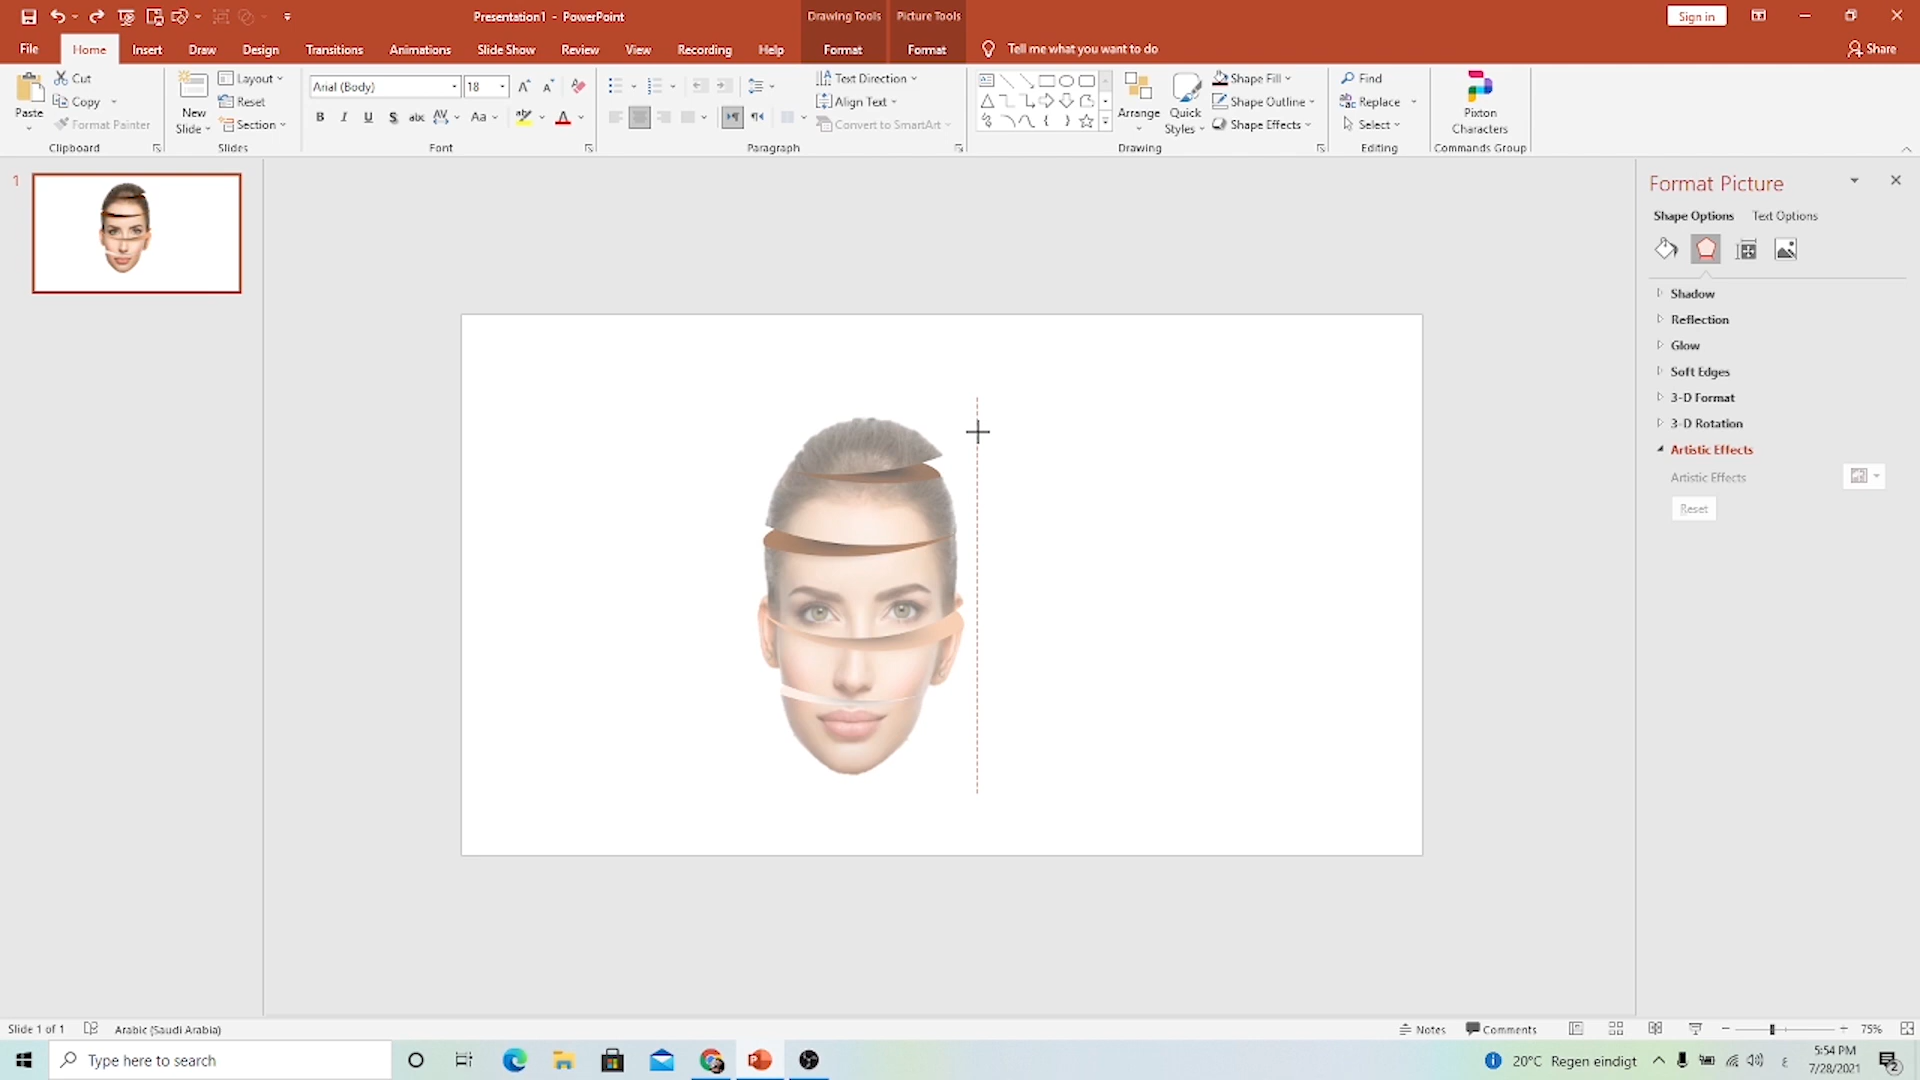 Presentation1 - PowerPoint
Drawing Tools
Picture Tools
Sign in
File
Home
Insert
Draw
Design
Transitions
Animations
Slide Show
Review
View
Recording
Help
Format
Format
Tell me what you want to do
Share
Paste
Cut
Copy
Format Painter
Clipboard
New
Slide
Layout
Reset
Section
Slides
Arial (Body)
18
B I U S abc AV Aa
Font
Text Direction
Align Text
Convert to SmartArt
Paragraph
Arrange
Quick
Styles
Shape Fill
Shape Outline
Shape Effects
Drawing
Find
Replace
Select
Editing
Pixton
Characters
Commands Group
1
Format Picture
Shape Options
Text Options
Shadow
Reflection
Glow
Soft Edges
3-D Format
3-D Rotation
Artistic Effects
Artistic Effects
Reset
Slide 1 of 1
Arabic (Saudi Arabia)
Notes
Comments
75%
Type here to search
20°C Regen eindigt
ع
5:54 PM
7/28/2021
2